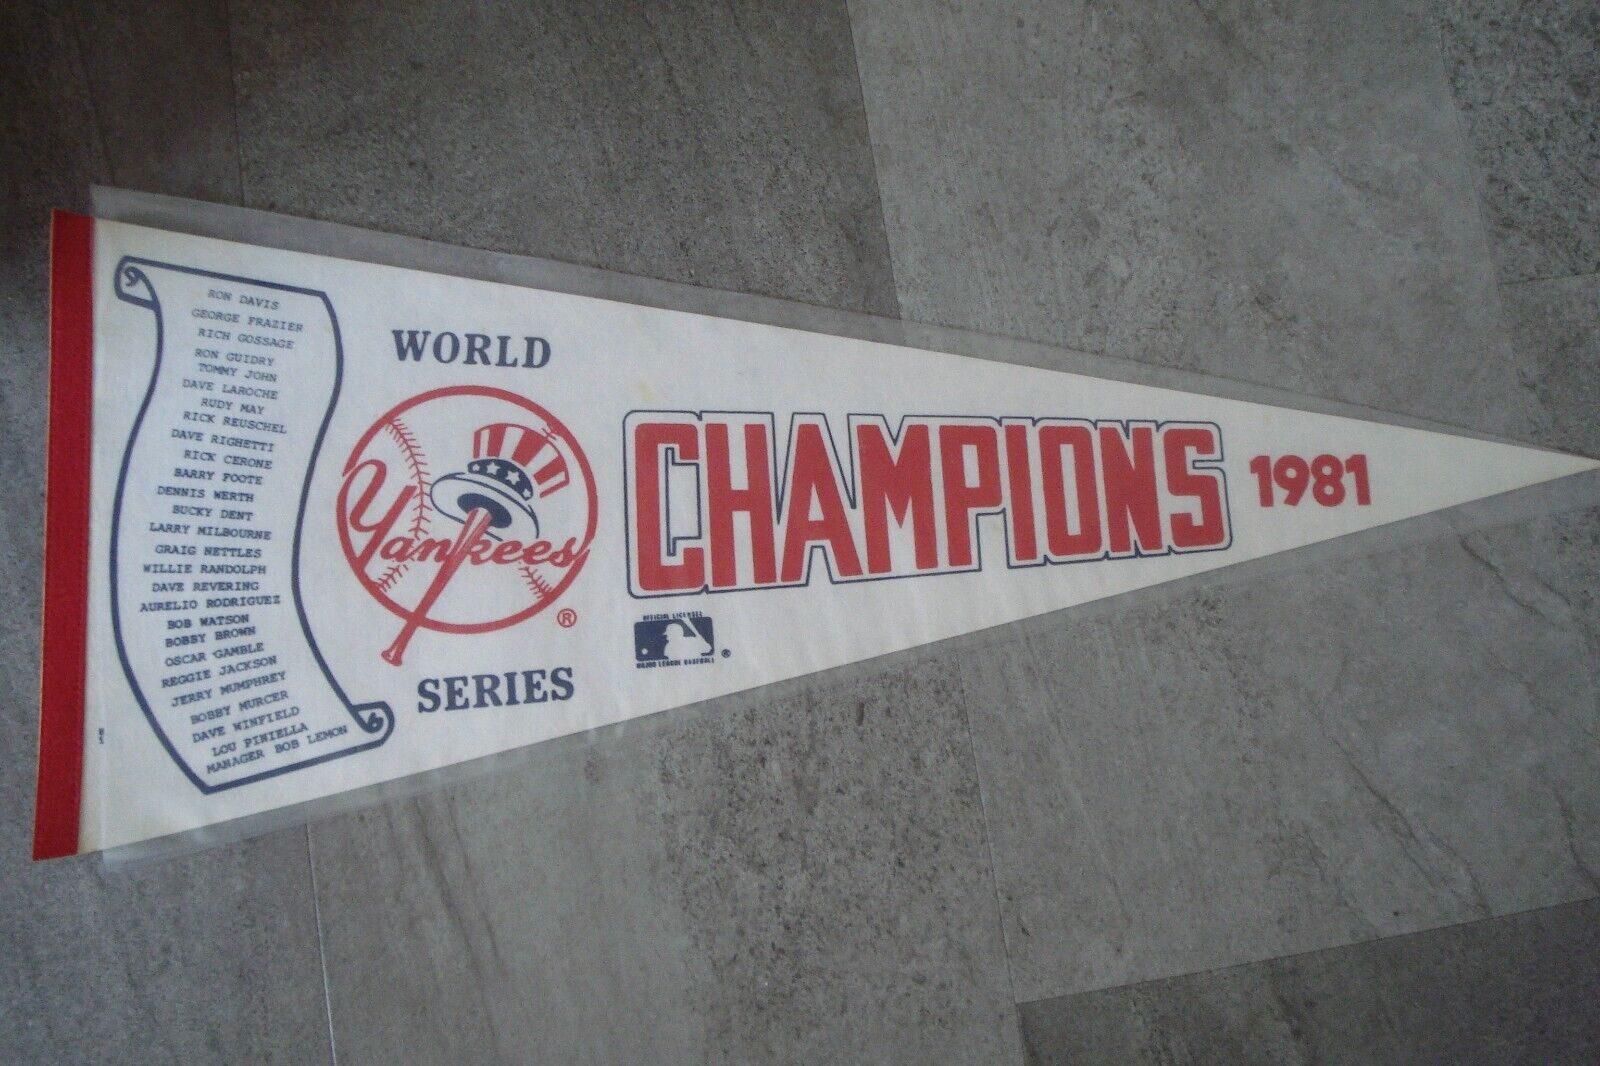 RON DAVIS
GEORGE FRAZIER
RICH GOSSAGE
RON GUIDRY
TOMMY JOHN
DAVE LAROCHE
RUDY MAY
RICK REUSCHEL
DAVE RIGHETTI
RICK CERONE
BARRY FOOTE
DENNIS WERTH
BUCKY DENT
LARRY MILBOURNE
GRAIG NETTLES
WILLIE RANDOLPH
DAVE REVERING
AURELIO RODRIGUEZ
BOB WATSON
BOBBY BROWN
OSCAR GAMBLE
REGGIE JACKSON
JERRY MUMPHREY
BOBBY MURCER
DAVE WINFIELD
LOU PINIELLA
MANAGER BOB LEMON
WORLD
Yankees
®
SERIES
CHAMPIONS 1981
OFFICIAL LICENSEE
MAJOR LEAGUE BASEBALL ®